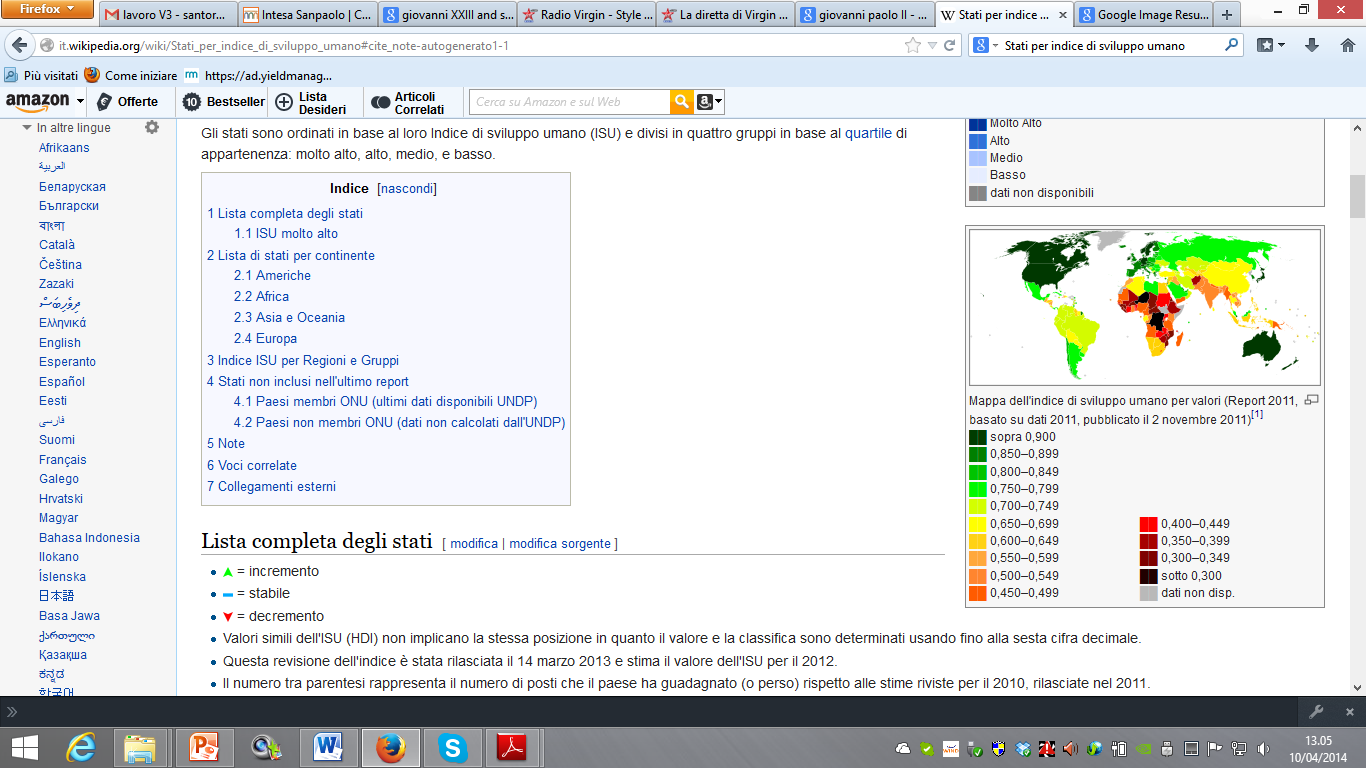 Firefox
lavoro V3 - santor...
Intesa Sanpaolo | C...
giovanni XXIII and s...
Radio Virgin - Style ...
La diretta di Virgin ...
giovanni paolo II - ...
Stati per indice ...
Google Image Resu...
it.wikipedia.org/wiki/Stati_per_indice_di_sviluppo_umano#cite_note-autogenerato1-1
Stati per indice di sviluppo umano
Più visitati
Come iniziare
https://ad.yieldmanag...
amazon
Offerte
Bestseller
Lista Desideri
Articoli Correlati
Cerca su Amazon e sul Web
In altre lingue
Afrikaans
العربية
Беларуская
Български
বাংলা
Català
Čeština
Zazaki
ދިވެހިބަސް
Ελληνικά
English
Esperanto
Español
Eesti
فارسی
Suomi
Français
Galego
Hrvatski
Magyar
Bahasa Indonesia
Ilokano
Íslenska
日本語
Basa Jawa
ქართული
Қазақша
ಕನ್ನಡ
한국어
Gli stati sono ordinati in base al loro Indice di sviluppo umano (ISU) e divisi in quattro gruppi in base al quartile di
appartenenza: molto alto, alto, medio, e basso.
Indice [nascondi]
1 Lista completa degli stati
1.1 ISU molto alto
2 Lista di stati per continente
2.1 Americhe
2.2 Africa
2.3 Asia e Oceania
2.4 Europa
3 Indice ISU per Regioni e Gruppi
4 Stati non inclusi nell'ultimo report
4.1 Paesi membri ONU (ultimi dati disponibili UNDP)
4.2 Paesi non membri ONU (dati non calcolati dall'UNDP)
5 Note
6 Voci correlate
7 Collegamenti esterni
Lista completa degli stati [ modifica | modifica sorgente ]
= incremento
= stabile
= decremento
Valori simili dell'ISU (HDI) non implicano la stessa posizione in quanto il valore e la classifica sono determinati usando fino alla sesta cifra decimale.
Questa revisione dell'indice è stata rilasciata il 14 marzo 2013 e stima il valore dell'ISU per il 2012.
Il numero tra parentesi rappresenta il numero di posti che il paese ha guadagnato (o perso) rispetto alle stime riviste per il 2010, rilasciate nel 2011.
Molto Alto
Alto
Medio
Basso
dati non disponibili
Mappa dell'indice di sviluppo umano per valori (Report 2011,
basato su dati 2011, pubblicato il 2 novembre 2011)[1]
sopra 0,900
0,850–0,899
0,800–0,849
0,750–0,799
0,700–0,749
0,650–0,699
0,600–0,649
0,550–0,599
0,500–0,549
0,450–0,499
0,400–0,449
0,350–0,399
0,300–0,349
sotto 0,300
dati non disp.
13.05
10/04/2014